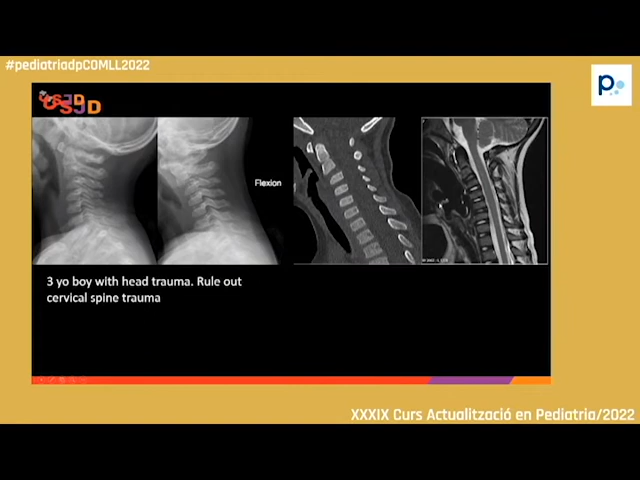 #pediatriadpCOMLL2022
p
SJD
Flexion
3 yo boy with head trauma. Rule out
cervical spine trauma
XXXIX Curs Actualització en Pediatria/2022